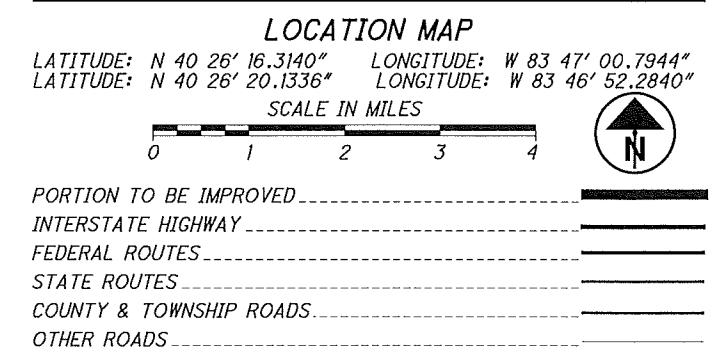 LOCATION MAP
LATITUDE: N 40 26' 16.3140" LONGITUDE: W 83 47' 00.7944"
LATITUDE: N 40 26' 20.1336" LONGITUDE: W 83 46' 52.2840"
SCALE IN MILES
0 1 2 3 4
N
PORTION TO BE IMPROVED
INTERSTATE HIGHWAY
FEDERAL ROUTES
STATE ROUTES
COUNTY & TOWNSHIP ROADS
OTHER ROADS